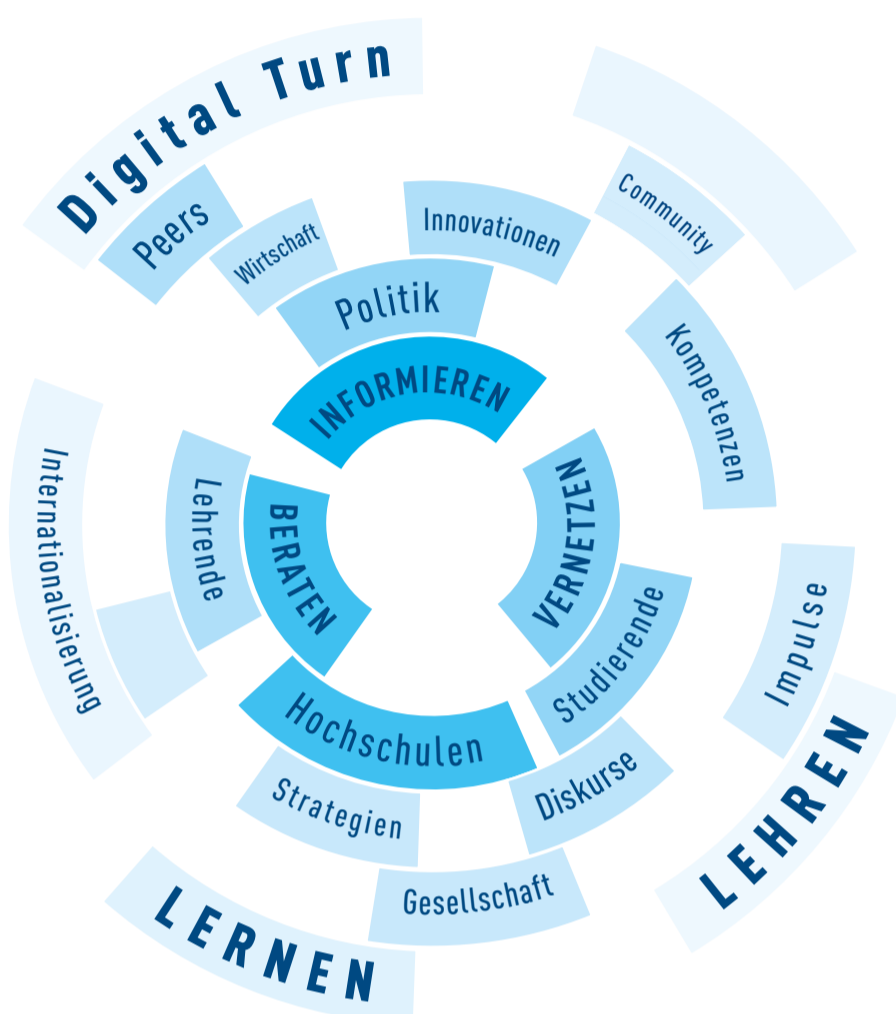 Digital Turn
Peers
Wirtschaft
Innovationen
Community
Politik
INFORMIEREN
Kompetenzen
Internationalisierung
Lehrende
BERATEN
VERNETZEN
Studierende
Impulse
Hochschulen
Diskurse
Strategien
LEHREN
Gesellschaft
LERNEN